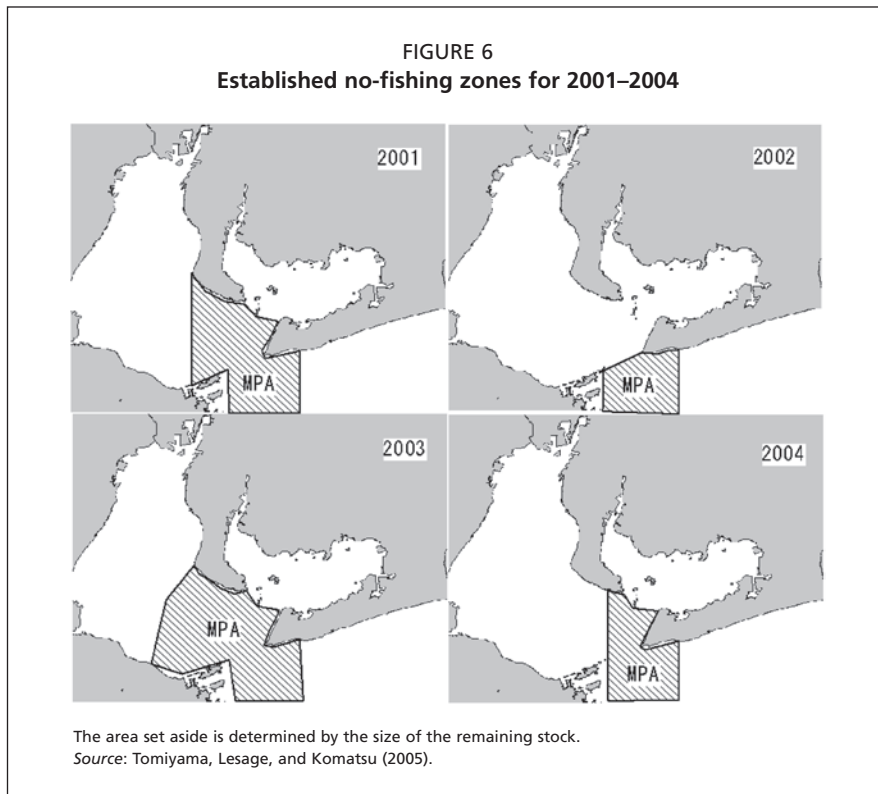 FIGURE 6
Established no-fishing zones for 2001–2004
2001
MPA
2002
MPA
2003
MPA
2004
MPA
The area set aside is determined by the size of the remaining stock.
Source: Tomiyama, Lesage, and Komatsu (2005).